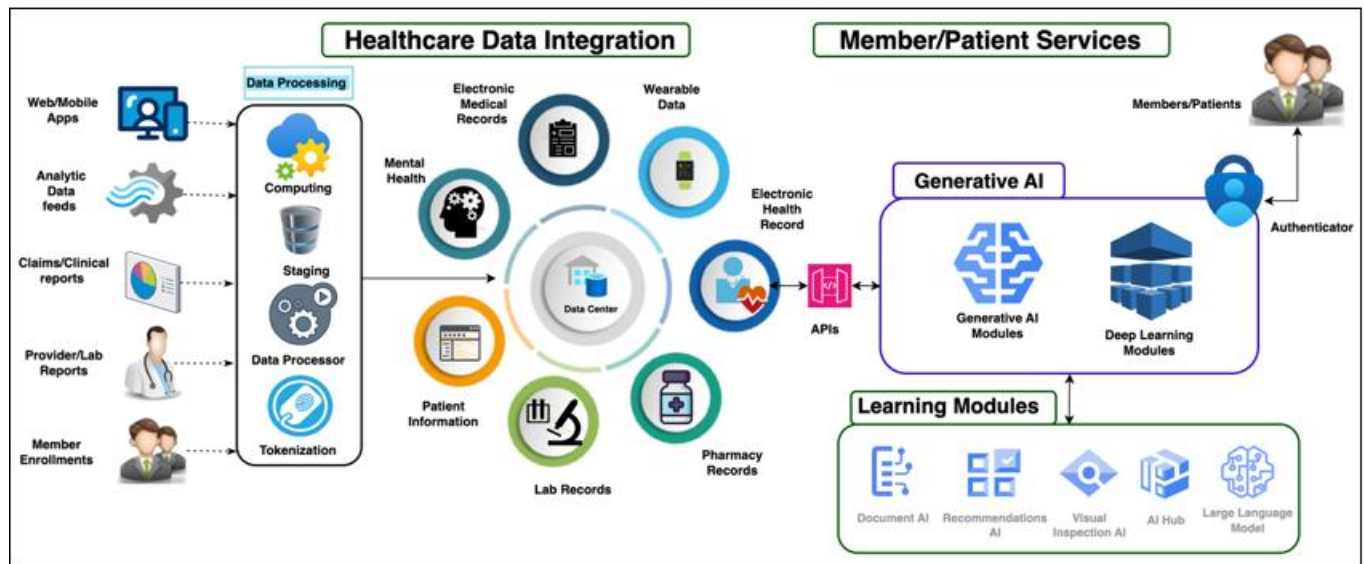 Healthcare Data Integration
Member/Patient Services
Data Processing
Web/Mobile
Apps
Analytic
Data
feeds
Claims/Clinical
reports
Provider/Lab
Reports
Member
Enrollments
Computing
Staging
Data Processor
Tokenization
Electronic
Medical
Records
Wearable
Data
Mental
Health
Electronic
Health
Record
Data Center
Patient
Information
Lab Records
Pharmacy
Records
APIs
Members/Patients
Authenticator
Generative AI
Generative AI
Modules
Deep Learning
Modules
Learning Modules
Document AI
Recommendations
AI
Visual
Inspection AI
AI Hub
Large Language
Model